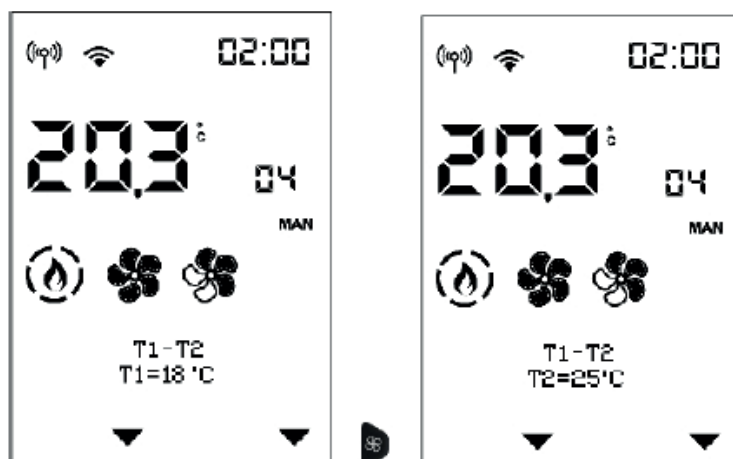 02:00
20.3 °C
04
MAN
T1-T2
T1=18 °C
02:00
20.3 °C
04
MAN
T1-T2
T2=25°C